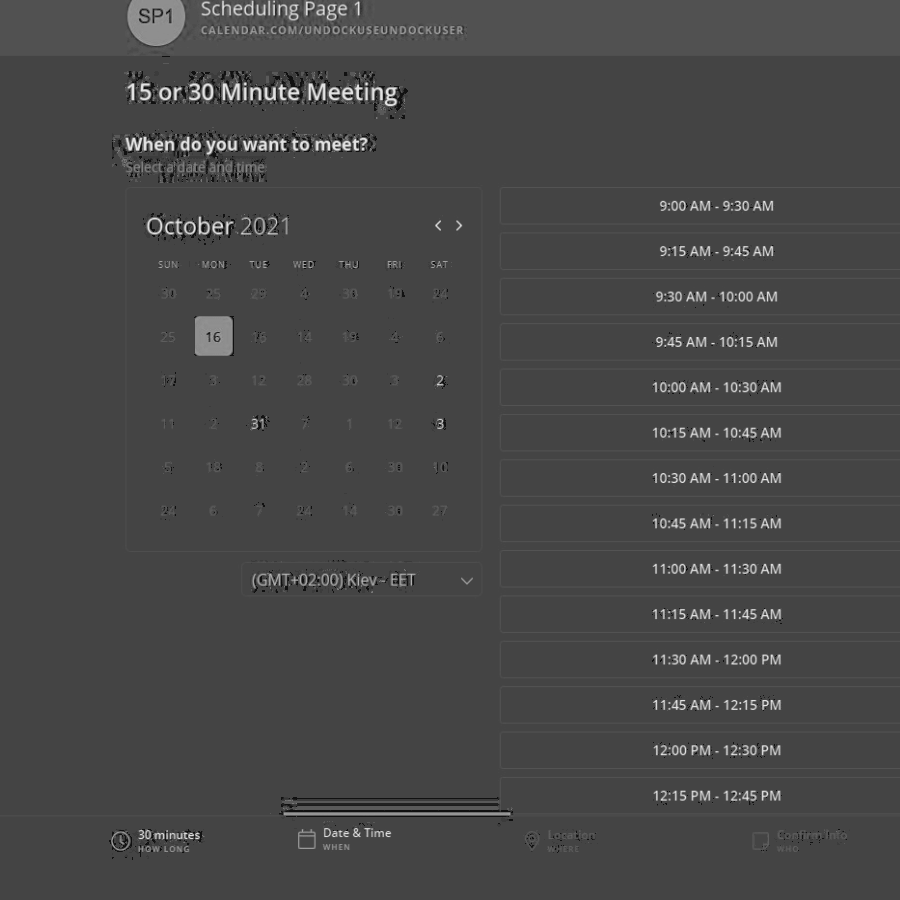 SP1
Scheduling Page 1
CALENDAR.COM/UNDOCKUSEUNDOCKUSER
15 or 30 Minute Meeting
When do you want to meet?
Select a date and time
October 2021
SUN MON TUE WED THU FRI SAT
30 25 29 4 30 19 24
25 16 16 14 19 4 6
17 3 12 28 30 3 2
11 2 31 7 1 12 3
5 18 8 2 6 30 10
24 6 7 24 14 30 27
(GMT+02:00) Kiev - EET
9:00 AM - 9:30 AM
9:15 AM - 9:45 AM
9:30 AM - 10:00 AM
9:45 AM - 10:15 AM
10:00 AM - 10:30 AM
10:15 AM - 10:45 AM
10:30 AM - 11:00 AM
10:45 AM - 11:15 AM
11:00 AM - 11:30 AM
11:15 AM - 11:45 AM
11:30 AM - 12:00 PM
11:45 AM - 12:15 PM
12:00 PM - 12:30 PM
12:15 PM - 12:45 PM
30 minutes
HOW LONG
Date & Time
WHEN
Location
WHERE
Confirm Info
WHO